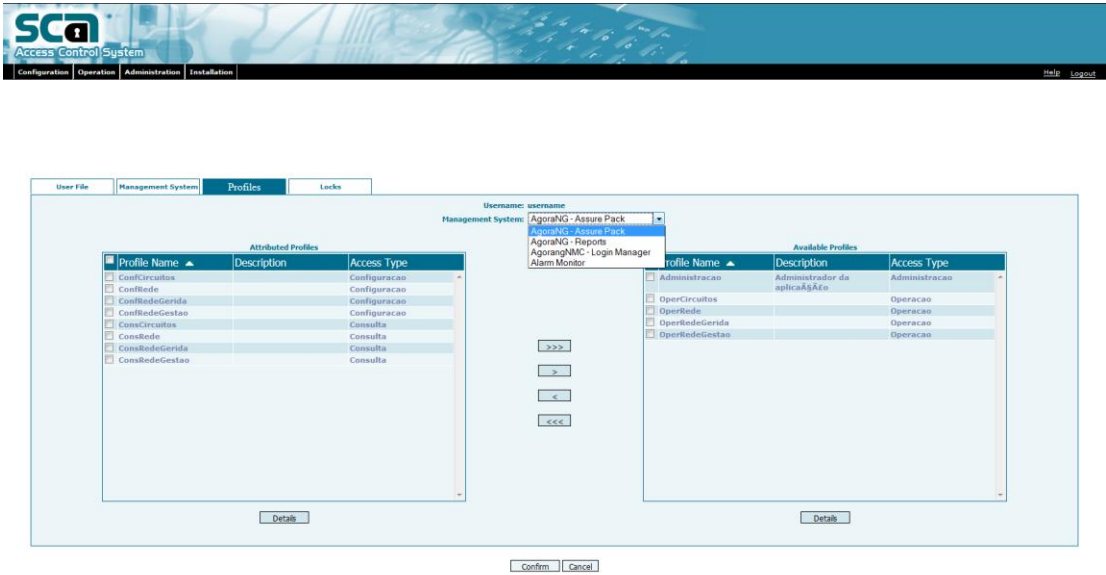 SCA
Access Control System
Configuration Operation Administration Installation Help Logout
User File Management System Profiles Locks
Username: username
Management System: AgoraNG - Assure Pack
AgoraNG - Assure Pack
AgoraNG - Reports
AgorangNMC - Login Manager
Alarm Monitor
Attributed Profiles
Profile Name Description Access Type
ConfCircuitos Configuracao
ConfRede Configuracao
ConfRedeGerida Configuracao
ConfRedeGestao Configuracao
ConsCircuitos Consulta
ConsRede Consulta
ConsRedeGerida Consulta
ConsRedeGestao Consulta
>>>
>
<
<<<
Available Profiles
rofile Name Description Access Type
Administracao Administrador da Administracao
aplicaÃ§Ã£o
OperCircuitos Operacao
OperRede Operacao
OperRedeGerida Operacao
OperRedeGestao Operacao
Details Details
Confirm Cancel